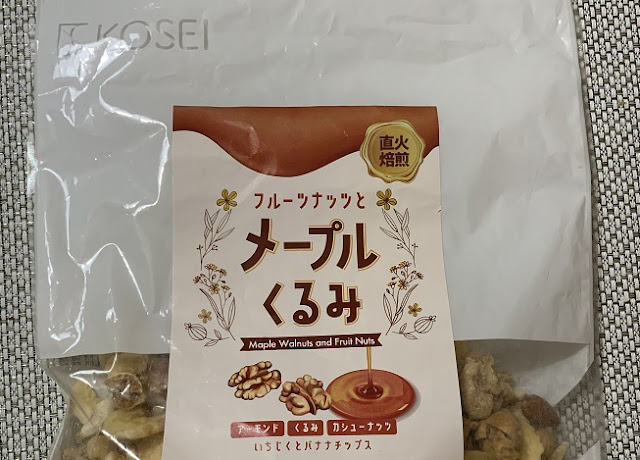 KOSEI
直火
焙煎
フルーツナッツと
メープル
くるみ
Maple Walnuts and Fruit Nuts
アーモンド くるみ カシューナッツ
いちじくとバナナチップス